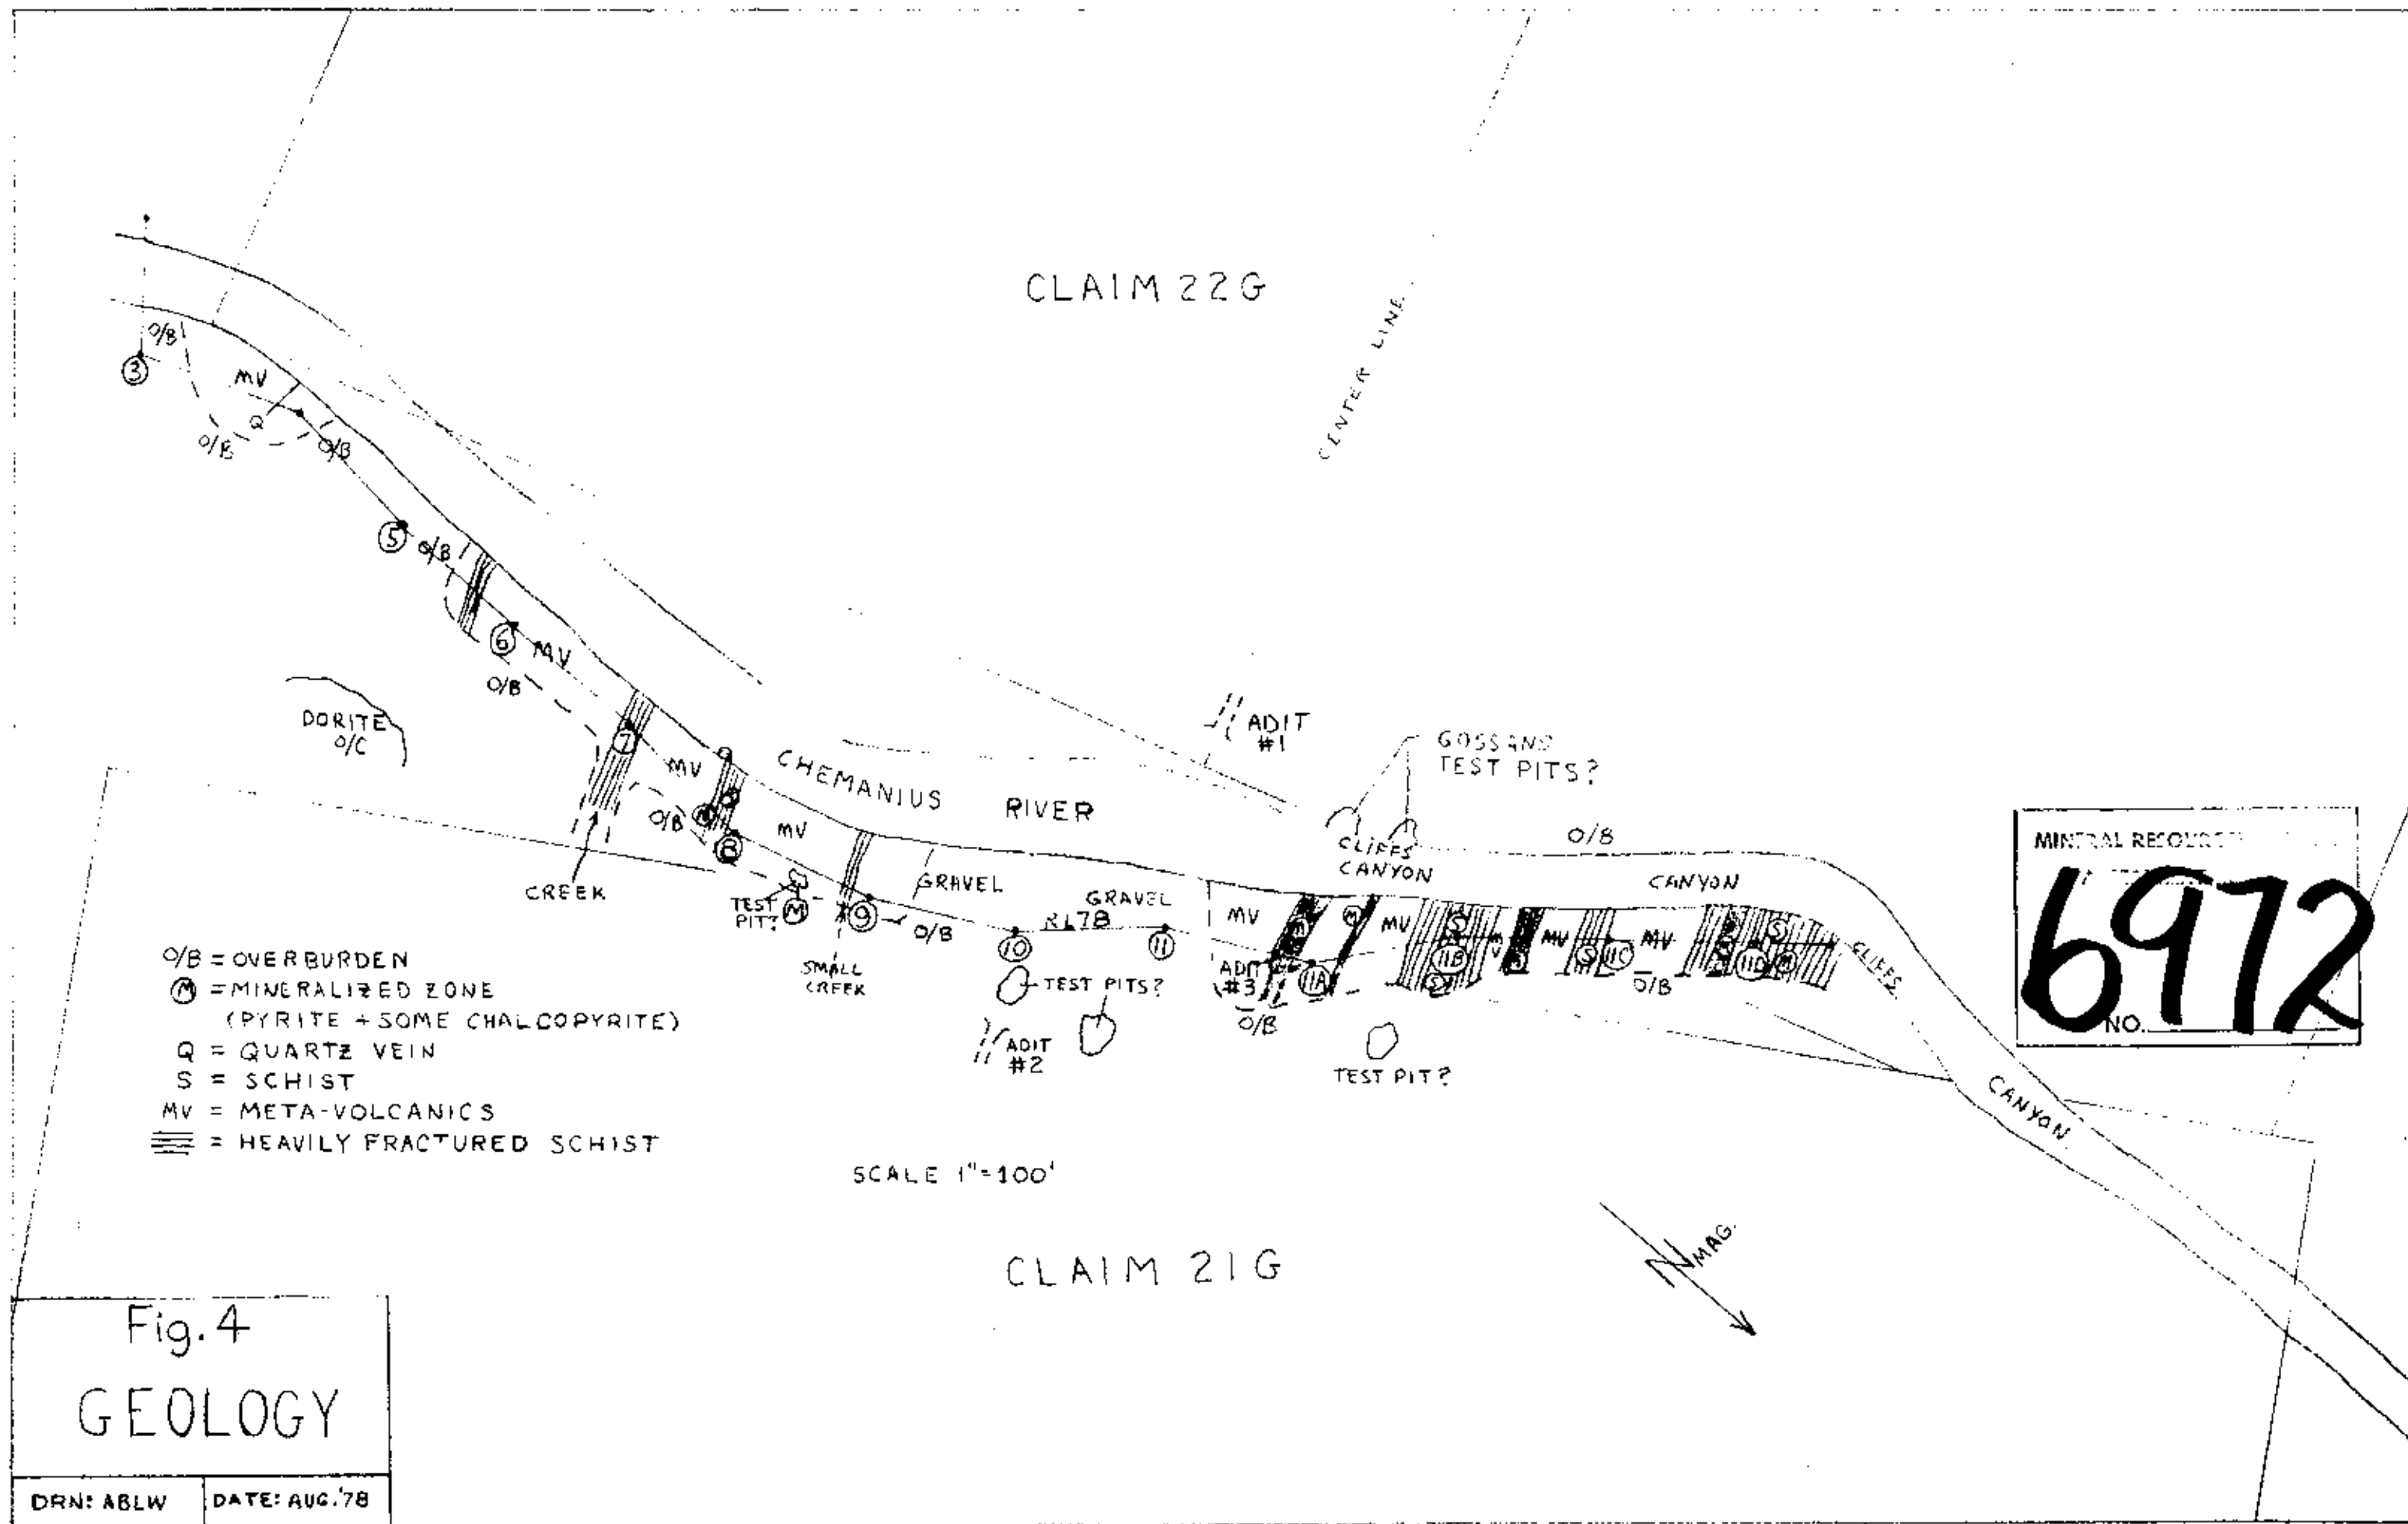 CLAIM 22G
CENTER LINE
O/B
3
MV
Q
O/B
O/B
5
O/B
6
MV
O/B
DORITE
O/C
7
MV
CREEK
O/B
M
8
MV
CHEMANIUS RIVER
ADIT
#1
GOSSANS
TEST PITS?
CLIFFS
CANYON
O/B
CANYON
TEST
PIT?
M
9
O/B
SMALL
CREEK
GRAVEL
GRAVEL
RL78
10
11
TEST PITS?
ADIT
#2
MV
ADIT
#3
O/B
M
M
11A
MV
S
11B
S
MV
MV
S
11C
MV
O/B
S
11D
M
CLIFFS
TEST PIT?
CANYON
MINERAL RESOURCES
6972
NO.
O/B = OVERBURDEN
M = MINERALIZED ZONE
(PYRITE + SOME CHALCOPYRITE)
Q = QUARTZ VEIN
S = SCHIST
MV = META-VOLCANICS
= HEAVILY FRACTURED SCHIST
SCALE 1"=100'
CLAIM 21G
N MAG.
Fig. 4
GEOLOGY
DRN: ABLW
DATE: AUG.'78